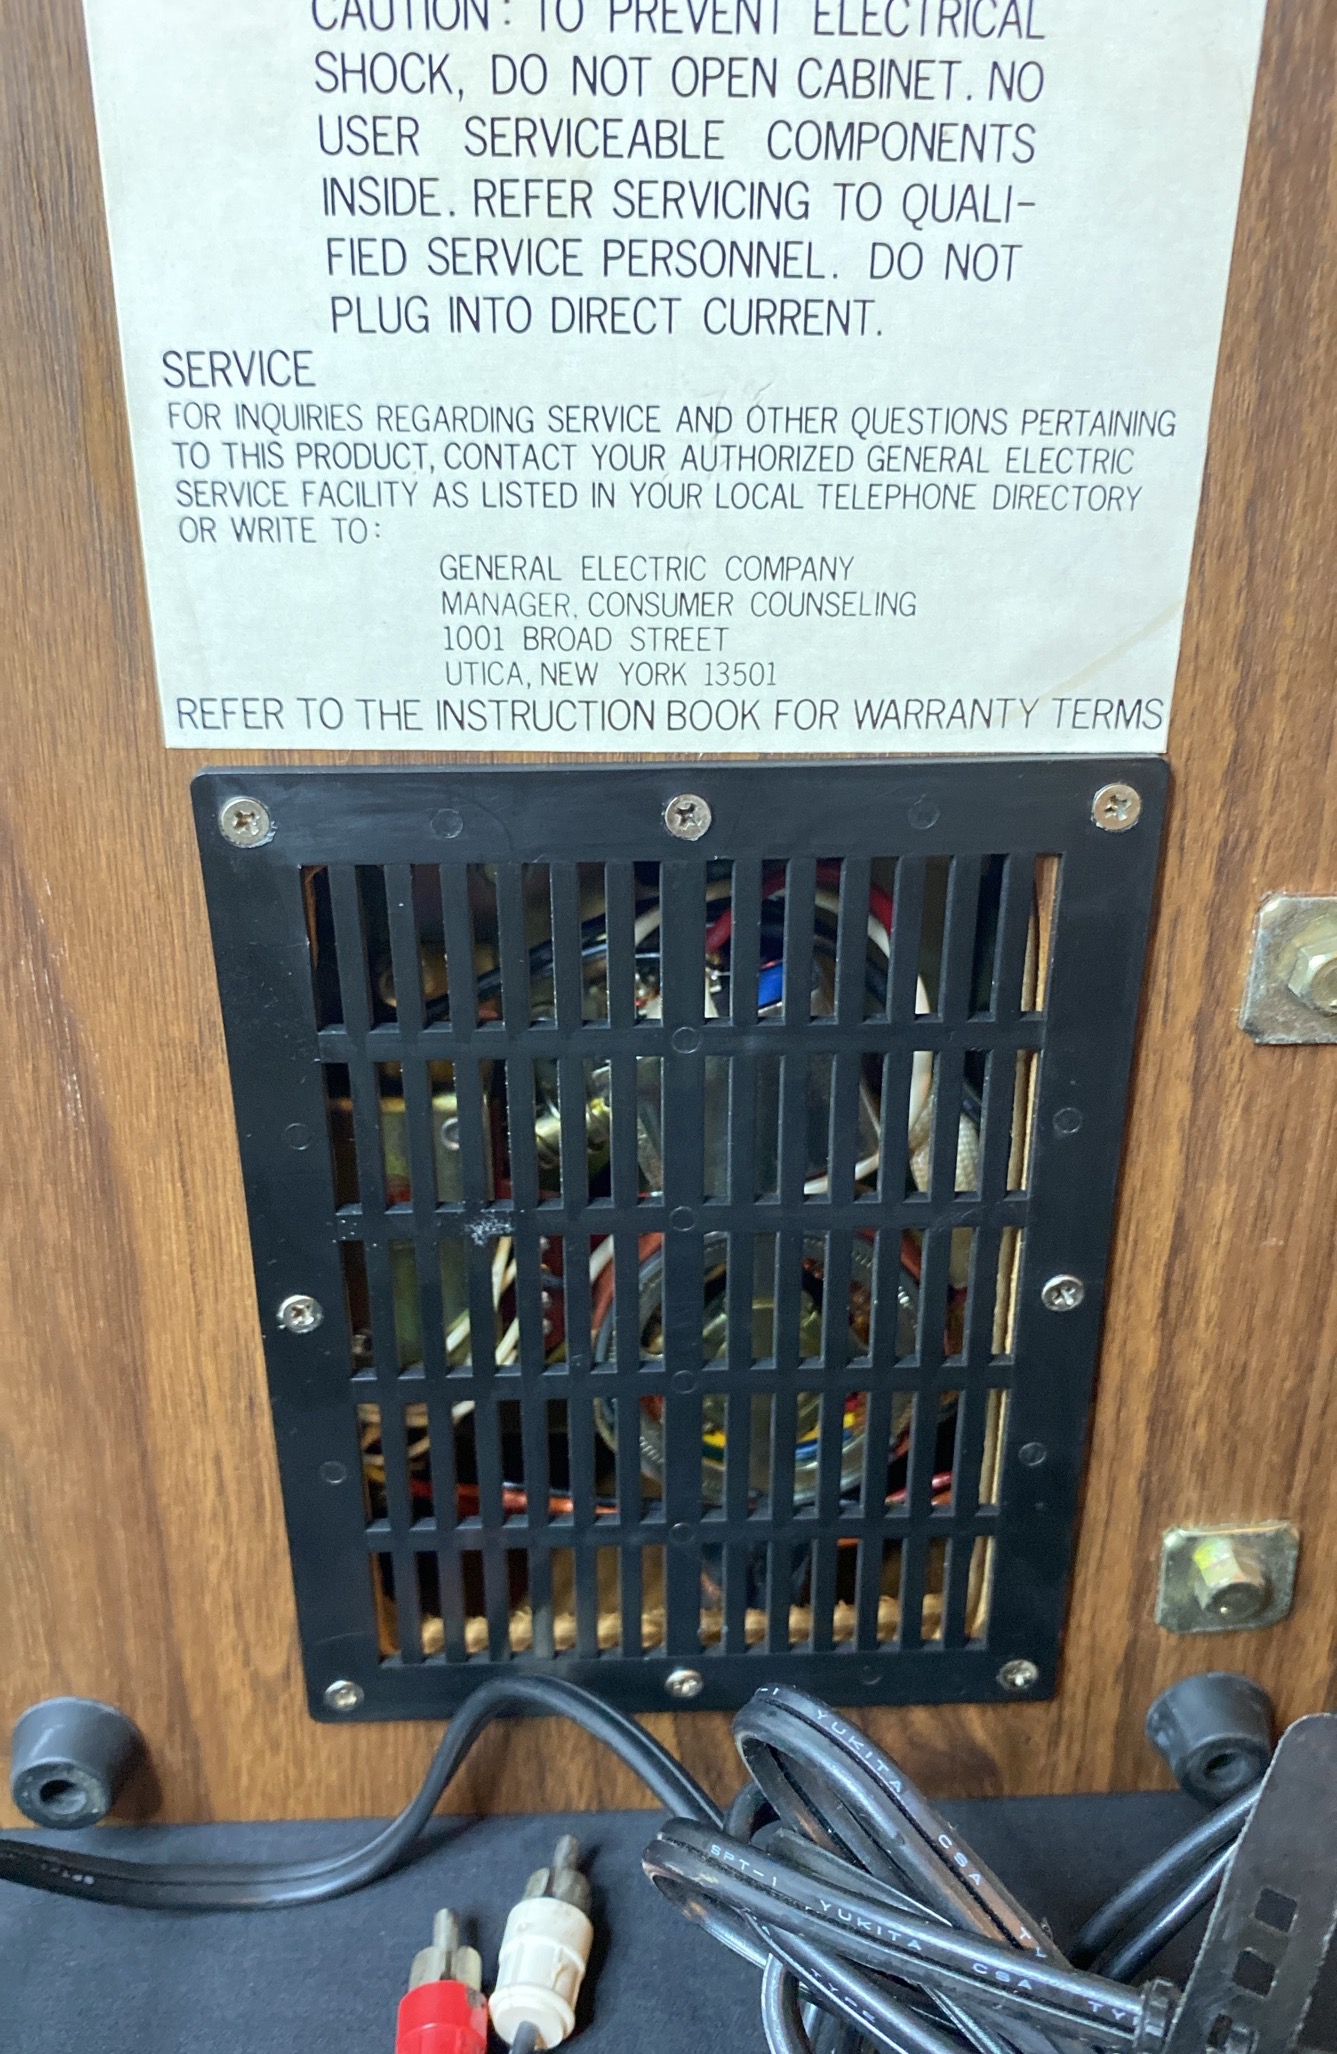 CAUTION: TO PREVENT ELECTRICAL
SHOCK, DO NOT OPEN CABINET. NO
USER SERVICEABLE COMPONENTS
INSIDE. REFER SERVICING TO QUALI-
FIED SERVICE PERSONNEL. DO NOT
PLUG INTO DIRECT CURRENT.
SERVICE
FOR INQUIRIES REGARDING SERVICE AND OTHER QUESTIONS PERTAINING
TO THIS PRODUCT, CONTACT YOUR AUTHORIZED GENERAL ELECTRIC
SERVICE FACILITY AS LISTED IN YOUR LOCAL TELEPHONE DIRECTORY
OR WRITE TO:
GENERAL ELECTRIC COMPANY
MANAGER, CONSUMER COUNSELING
1001 BROAD STREET
UTICA, NEW YORK 13501
REFER TO THE INSTRUCTION BOOK FOR WARRANTY TERMS
-1 YUKITA CSA TY
SPT-1 YUKITA CSA TY
TYPE